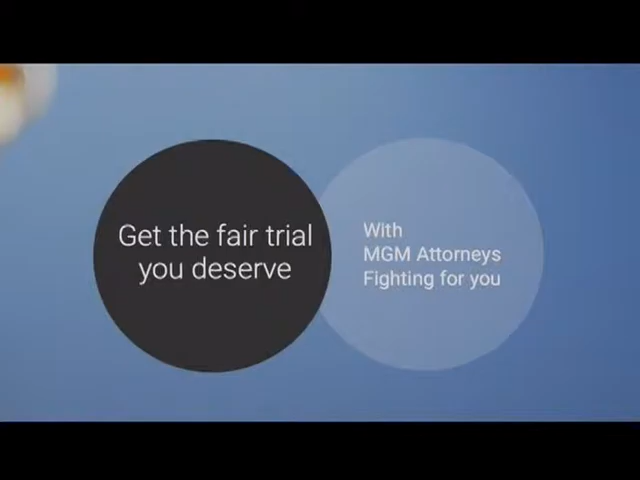 Get the fair trial
you deserve
With
MGM Attorneys
Fighting for you